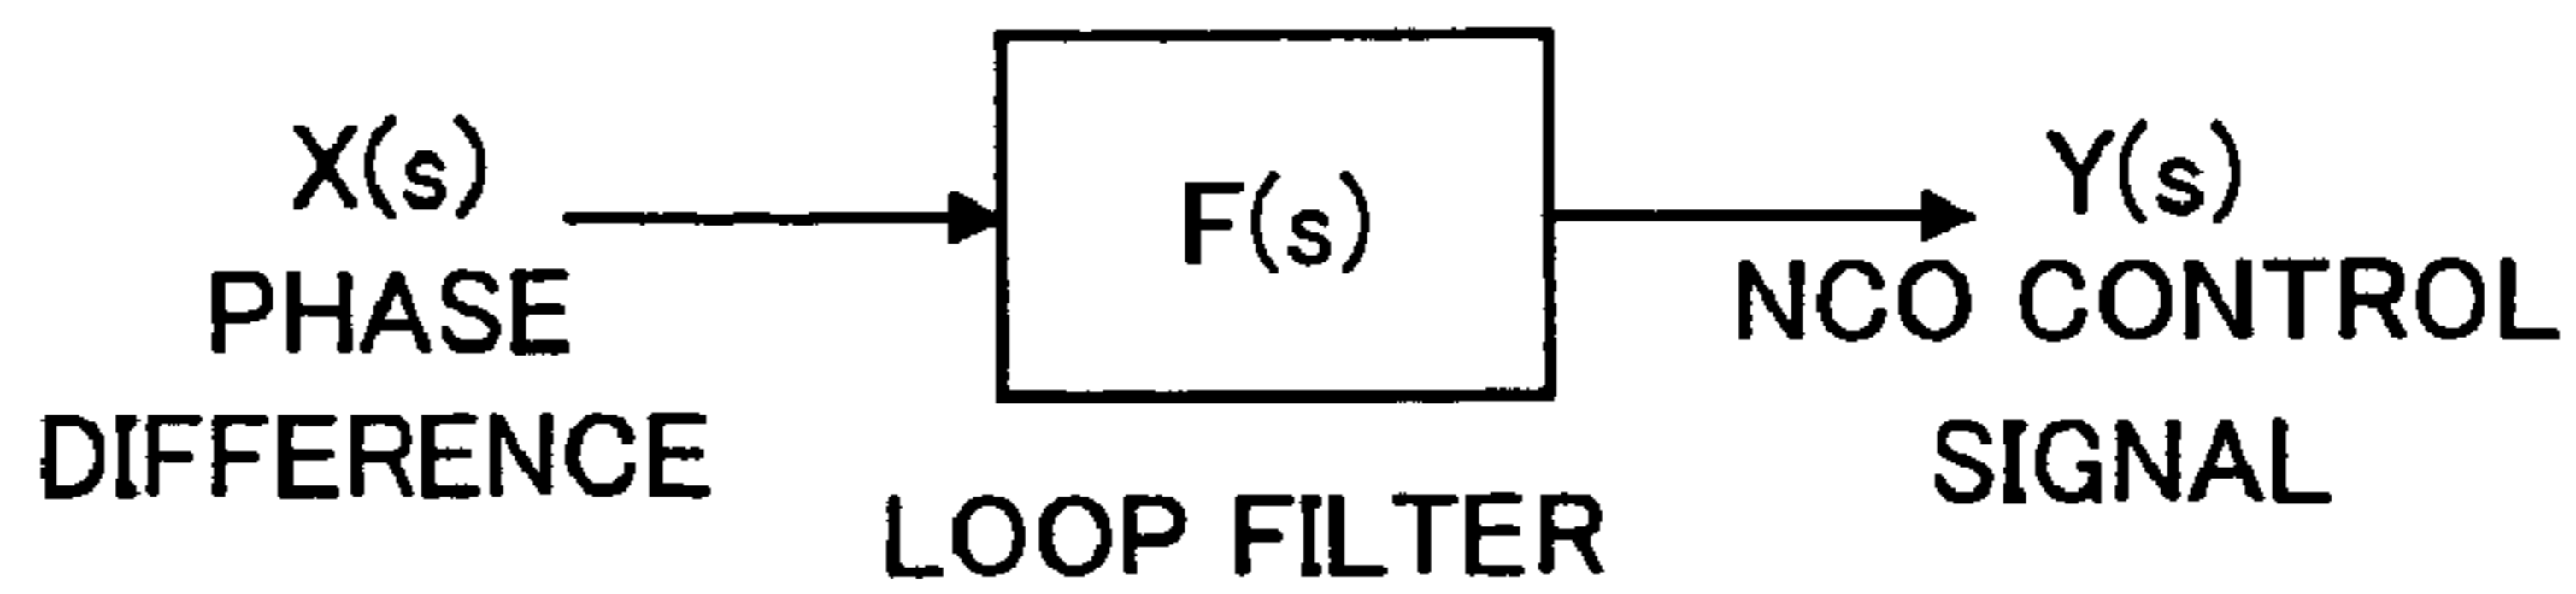 X(s)
PHASE
DIFFERENCE
F(s)
LOOP FILTER
Y(s)
NCO CONTROL
SIGNAL